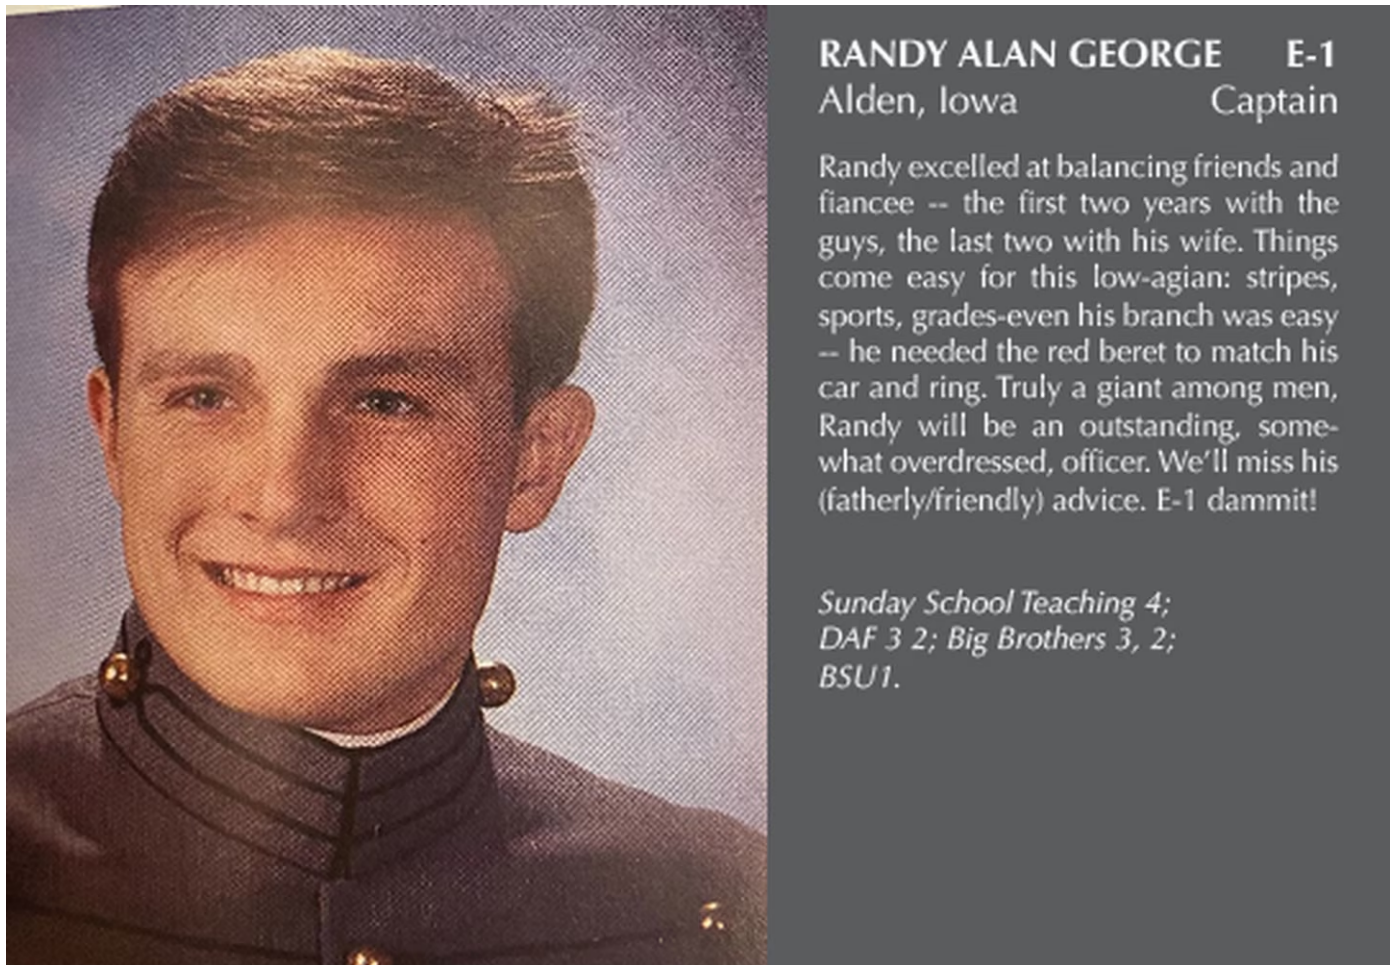 RANDY ALAN GEORGE E-1
Alden, Iowa Captain
Randy excelled at balancing friends and
fiancee -- the first two years with the
guys, the last two with his wife. Things
come easy for this low-agian: stripes,
sports, grades-even his branch was easy
-- he needed the red beret to match his
car and ring. Truly a giant among men,
Randy will be an outstanding, some-
what overdressed, officer. We'll miss his
(fatherly/friendly) advice. E-1 dammit!
Sunday School Teaching 4;
DAF 3 2; Big Brothers 3, 2;
BSU1.